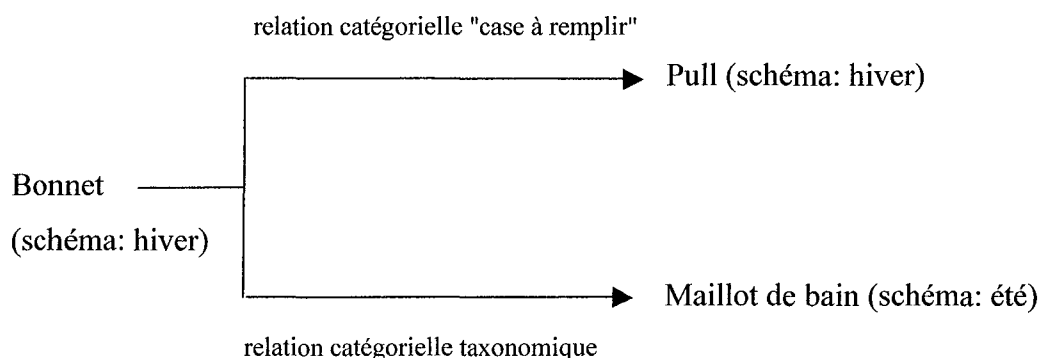 relation catégorielle "case à remplir"
Pull (schéma: hiver)
Bonnet
(schéma: hiver)
Maillot de bain (schéma: été)
relation catégorielle taxonomique